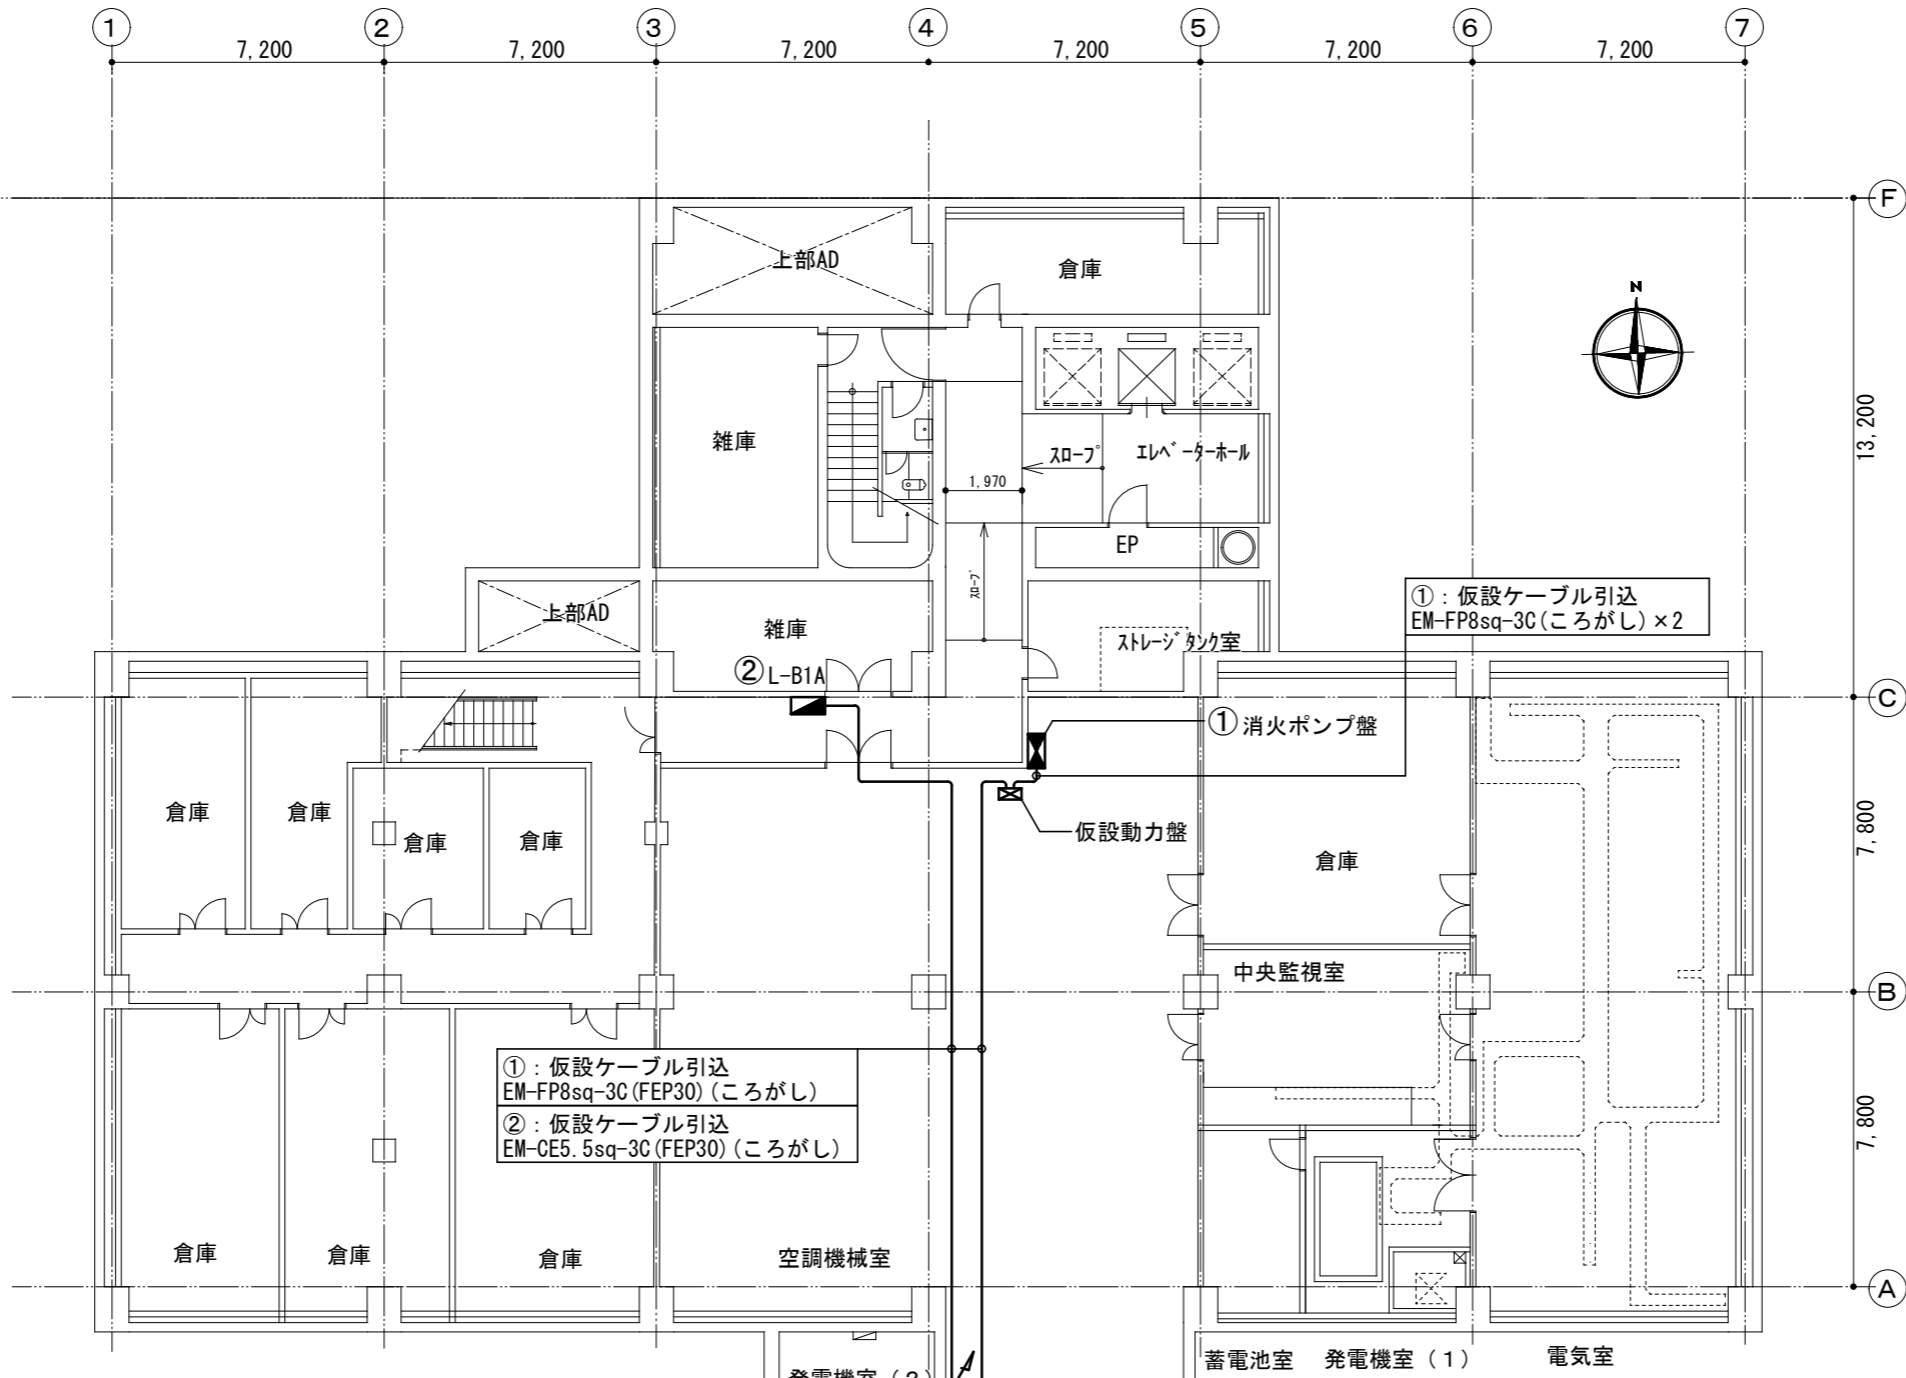 1 2 3 4 5 6 7
7,200 7,200 7,200 7,200 7,200 7,200
F
上部AD
倉庫
N
13,200
雑庫
スロープ
エレベーターホール
1,970
EP
スロープ
①：仮設ケーブル引込
EM-FP8sq-3C(ころがし)×2
上部AD
雑庫
ストレージタンク室
② L-B1A
C
① 消火ポンプ盤
倉庫
倉庫
倉庫
倉庫
仮設動力盤
倉庫
7,800
中央監視室
B
①：仮設ケーブル引込
EM-FP8sq-3C(FEP30)(ころがし)
②：仮設ケーブル引込
EM-CE5.5sq-3C(FEP30)(ころがし)
7,800
倉庫
倉庫
倉庫
空調機械室
A
蓄電池室
発電機室（1）
電気室
発電機室（2）